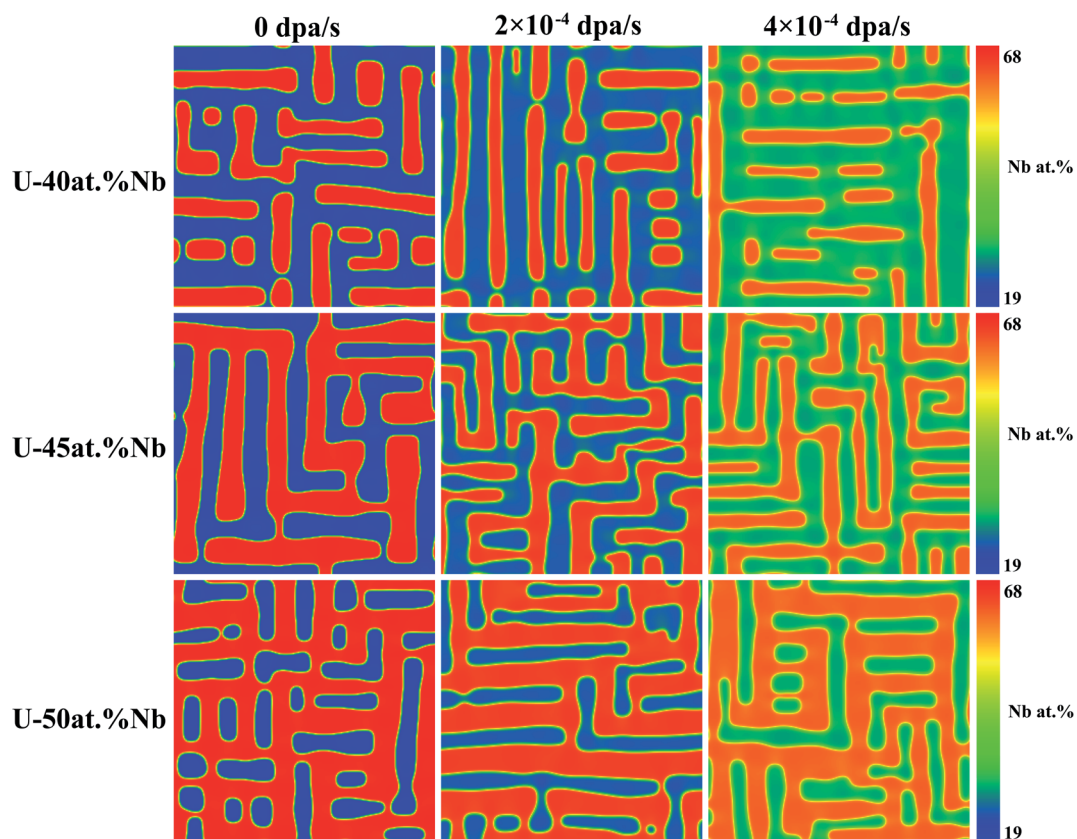 0 dpa/s 2×10⁻⁴ dpa/s 4×10⁻⁴ dpa/s
68
U-40at.%Nb Nb at.%
19
68
U-45at.%Nb Nb at.%
19
68
U-50at.%Nb Nb at.%
19